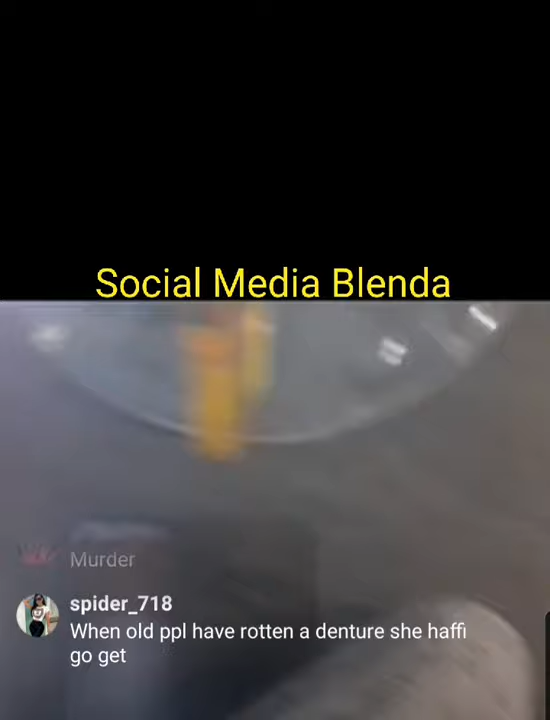 Social Media Blenda
Murder
spider_718
When old ppl have rotten a denture she haffi
go get